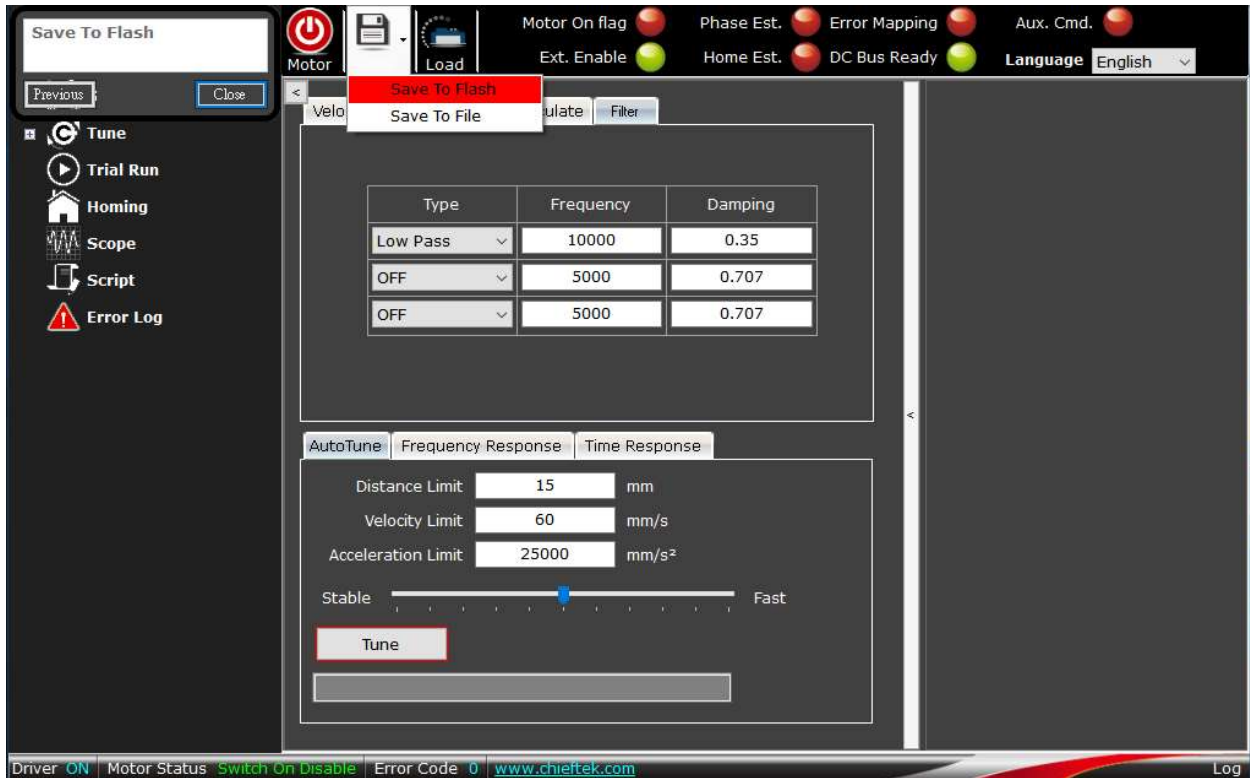 Save To Flash
Previous
Close
Motor
Load
Motor On flag
Ext. Enable
Phase Est.
Home Est.
Error Mapping
DC Bus Ready
Aux. Cmd.
Language English
Save To Flash
Save To File
<
Filter
Tune
Trial Run
Homing
Scope
Script
Error Log
Type Frequency Damping
Low Pass 10000 0.35
OFF 5000 0.707
OFF 5000 0.707
<
AutoTune Frequency Response Time Response
Distance Limit 15 mm
Velocity Limit 60 mm/s
Acceleration Limit 25000 mm/s²
Stable Fast
Tune
Driver ON Motor Status Switch On Disable Error Code 0 www.chieftek.com Log